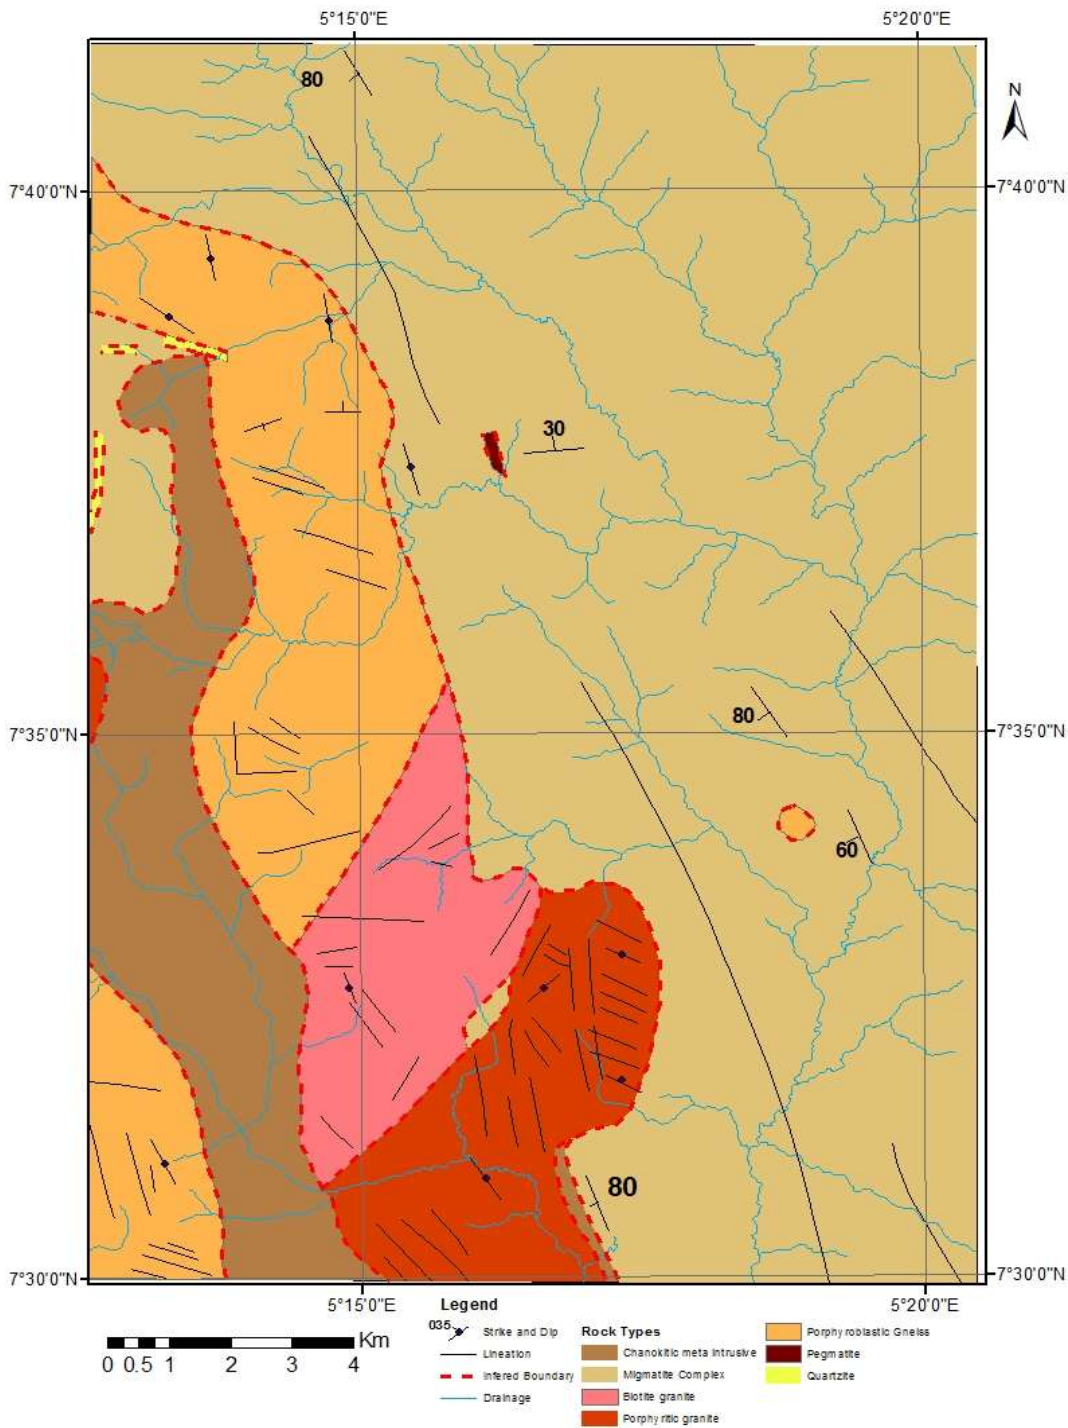 5°15'0"E 5°20'0"E
N
80
7°40'0"N 7°40'0"N
30
7°35'0"N 80 7°35'0"N
60
80
7°30'0"N 7°30'0"N
5°15'0"E 5°20'0"E
Legend
035 Strike and Dip
Lineation
Infered Boundary
Drainage
Rock Types
Chanokitic meta intrusive
Migmatite Complex
Biotite granite
Porphyritic granite
Porphyroblastic Gneiss
Pegmatite
Quartzite
Km
0 0.5 1 2 3 4